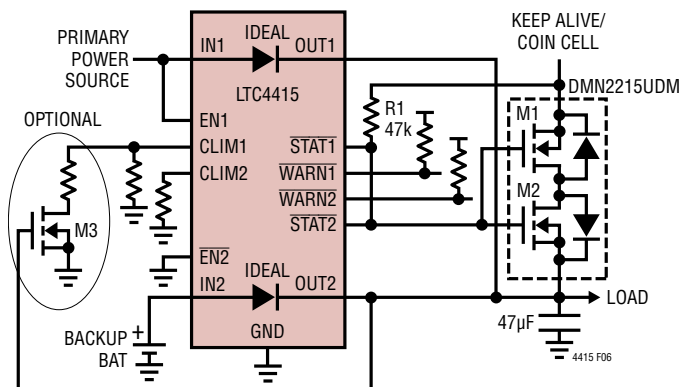 KEEP ALIVE/
COIN CELL
PRIMARY
POWER
SOURCE
IN1
IDEAL
OUT1
LTC4415
DMN2215UDM
OPTIONAL
EN1
R1
47k
M1
CLIM1
STAT1
CLIM2
WARN1
M2
WARN2
M3
STAT2
EN2
IN2
IDEAL
OUT2
LOAD
47µF
BACKUP
BAT
+
GND
4415 F06